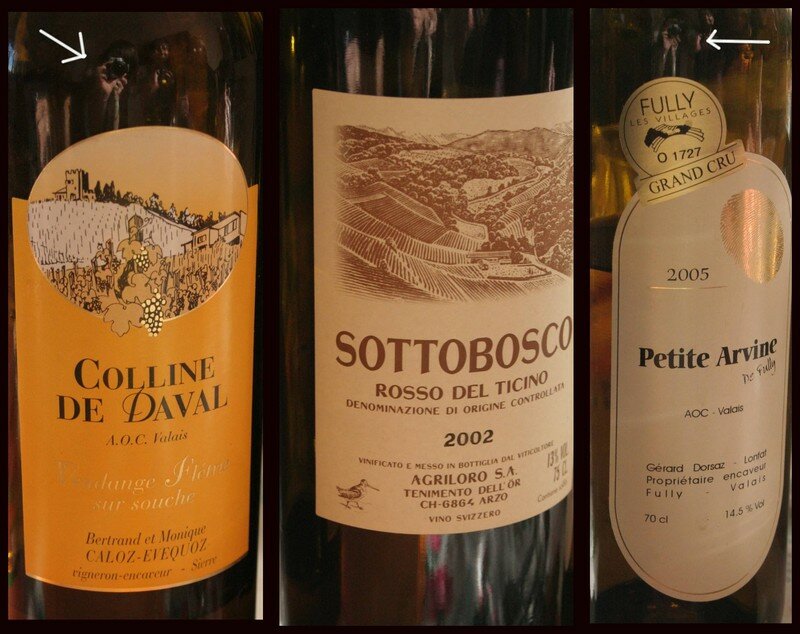 COLLINE
DE DAVAL
A.O.C. Valais
Vendange Flétrie
sur souche
Bertrand et Monique
CALOZ-EVEQUOZ
vigneron-encaveur - Sierre
SOTTOBOSCO
ROSSO DEL TICINO
DENOMINAZIONE DI ORIGINE CONTROLLATA
2002
VINIFICATO E MESSO IN BOTTIGLIA DAL VITICOLTORE
AGRILORO S.A.
TENIMENTO DELL'ÖR
CH-6864 ARZO
VINO SVIZZERO
13% VOL.
75 CL.
Contiene
FULLY
LES VILLAGES
O 1727
GRAND CRU
2005
Petite Arvine
De Fully
AOC - Valais
Gérard Dorsaz - Lonfat
Propriétaire encaveur
Fully - Valais
70 cl 14.5 % Vol